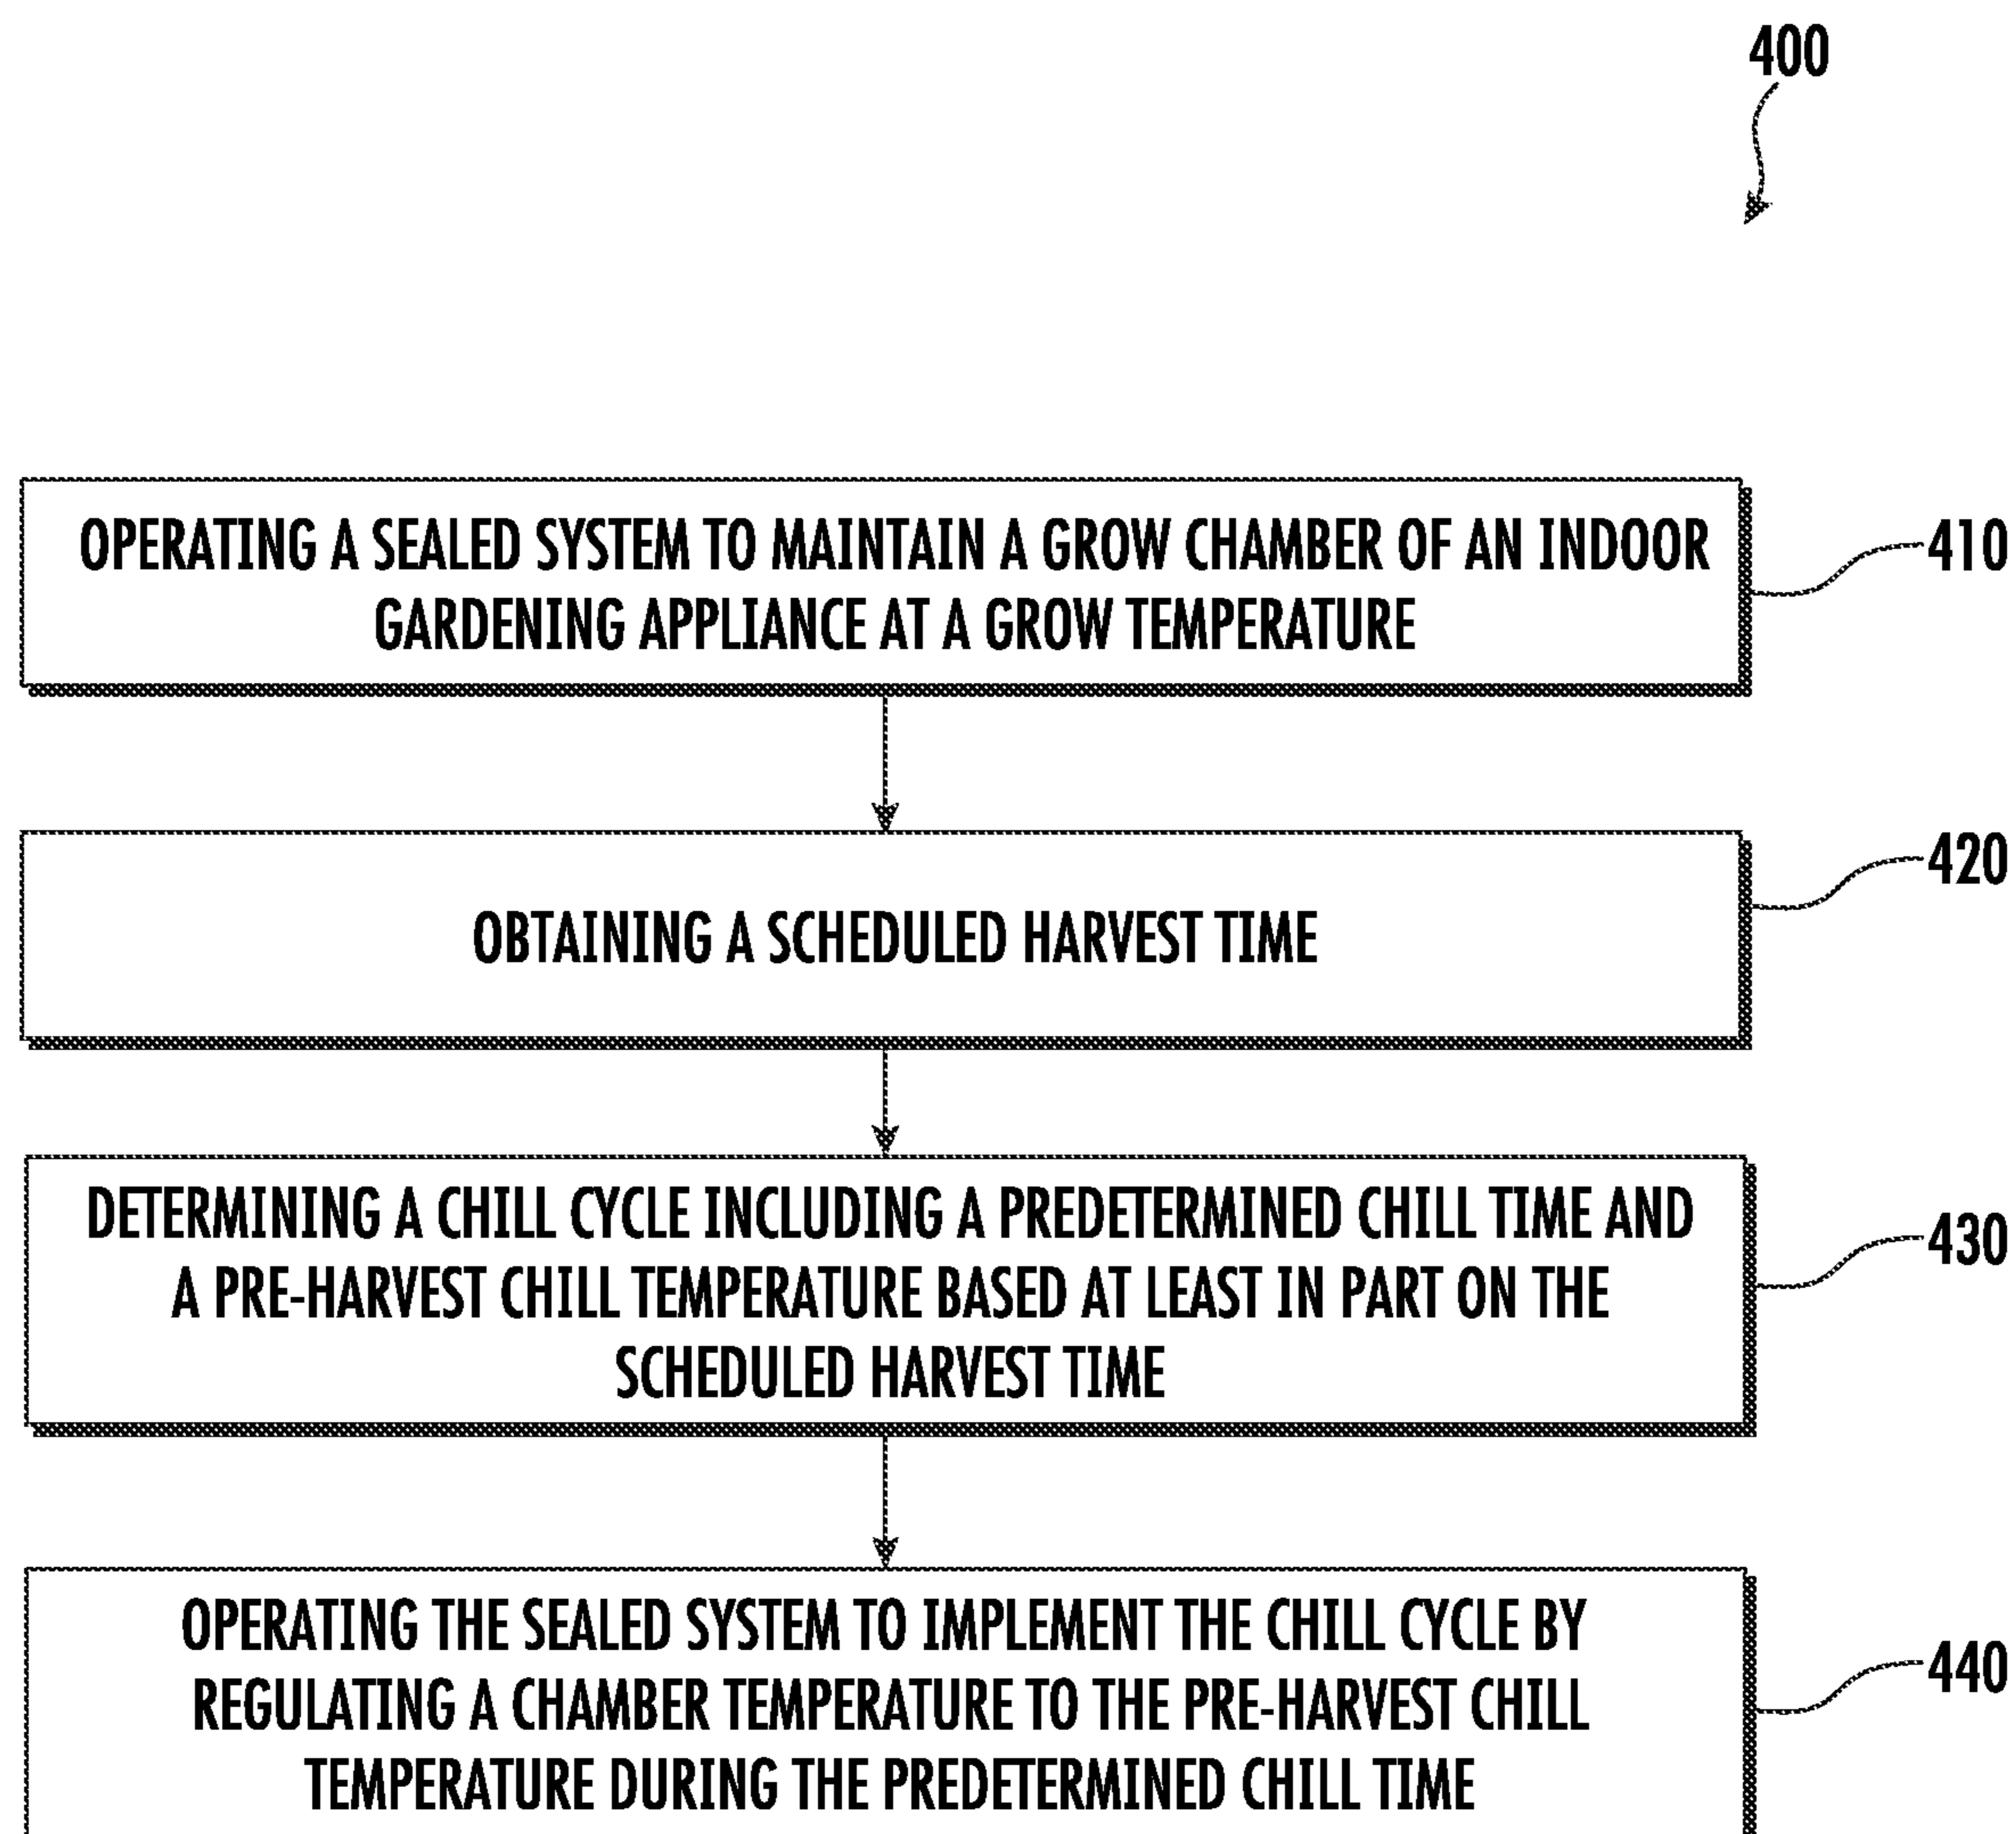 400
OPERATING A SEALED SYSTEM TO MAINTAIN A GROW CHAMBER OF AN INDOOR
GARDENING APPLIANCE AT A GROW TEMPERATURE
410
OBTAINING A SCHEDULED HARVEST TIME
420
DETERMINING A CHILL CYCLE INCLUDING A PREDETERMINED CHILL TIME AND
A PRE-HARVEST CHILL TEMPERATURE BASED AT LEAST IN PART ON THE
SCHEDULED HARVEST TIME
430
OPERATING THE SEALED SYSTEM TO IMPLEMENT THE CHILL CYCLE BY
REGULATING A CHAMBER TEMPERATURE TO THE PRE-HARVEST CHILL
TEMPERATURE DURING THE PREDETERMINED CHILL TIME
440